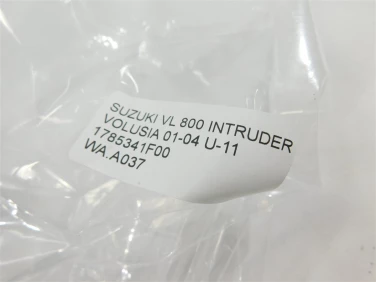 SUZUKI VL 800 INTRUDER
VOLUSIA 01-04 U-11
1785341F00
WA.A037